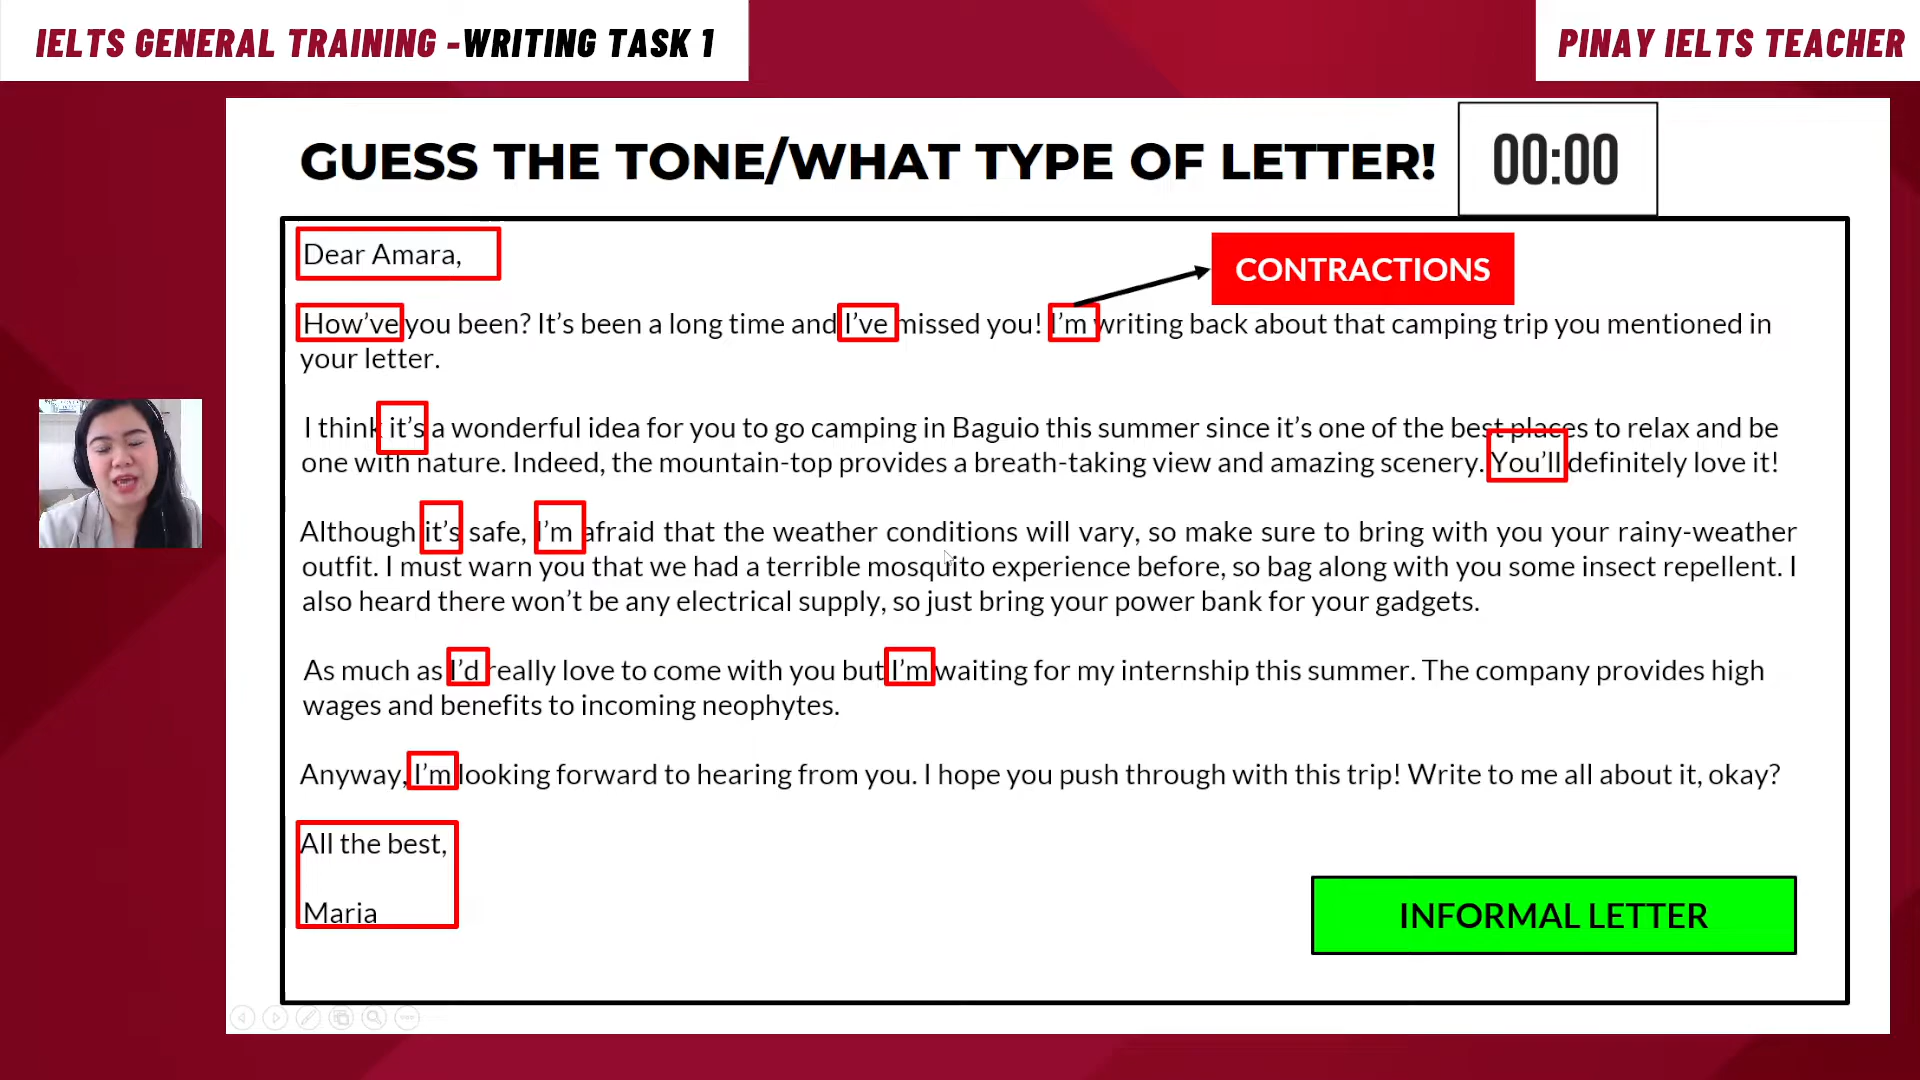 IELTS GENERAL TRAINING -WRITING TASK 1
PINAY IELTS TEACHER
GUESS THE TONE/WHAT TYPE OF LETTER!
00:00
Dear Amara,
CONTRACTIONS
How’ve you been? It’s been a long time and I’ve missed you! I’m writing back about that camping trip you mentioned in
your letter.
I think it’s a wonderful idea for you to go camping in Baguio this summer since it’s one of the best places to relax and be
one with nature. Indeed, the mountain-top provides a breath-taking view and amazing scenery. You’ll definitely love it!
Although it’s safe, I’m afraid that the weather conditions will vary, so make sure to bring with you your rainy-weather
outfit. I must warn you that we had a terrible mosquito experience before, so bag along with you some insect repellent. I
also heard there won’t be any electrical supply, so just bring your power bank for your gadgets.
As much as I’d really love to come with you but I’m waiting for my internship this summer. The company provides high
wages and benefits to incoming neophytes.
Anyway, I’m looking forward to hearing from you. I hope you push through with this trip! Write to me all about it, okay?
All the best,
Maria
INFORMAL LETTER